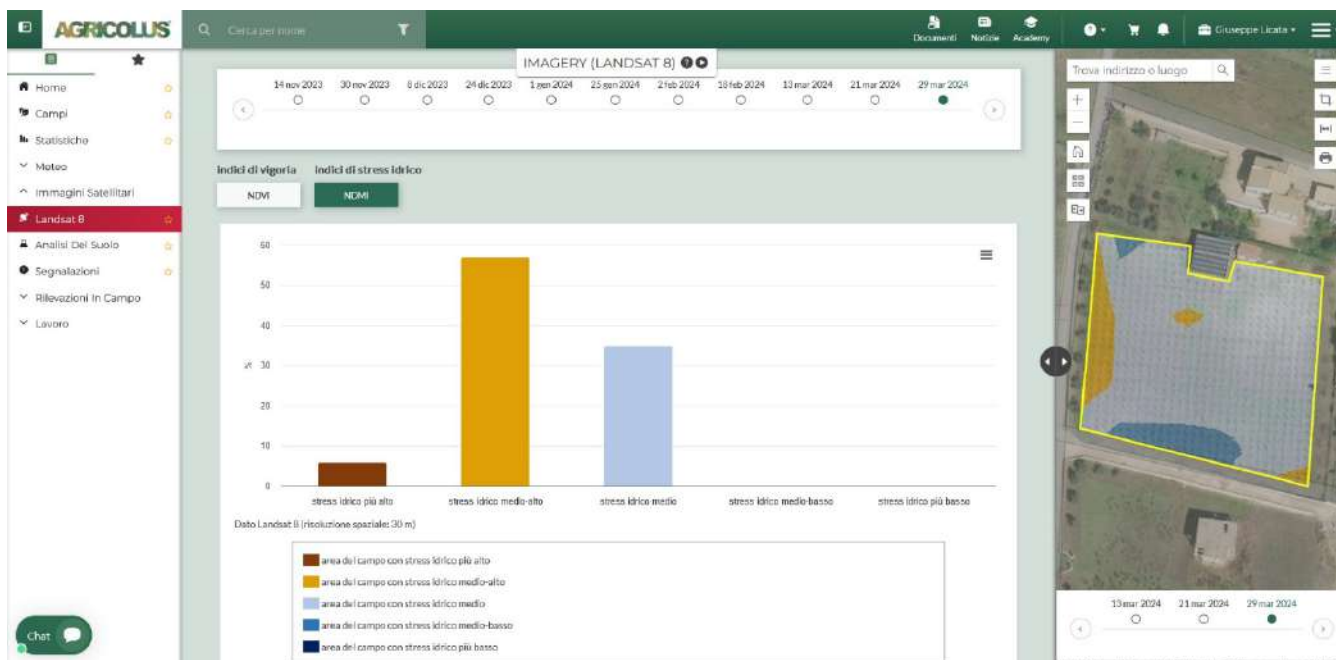 AGRICOLUS
Cerca per nome
Documenti
Notizie
Academy
Giuseppe Licata
Home
Campi
Statistiche
Meteo
Immagini Satellitari
Landsat 8
Analisi Del Suolo
Segnalazioni
Rilevazioni In Campo
Lavoro
Chat
IMAGERY (LANDSAT 8)
14 nov 2023 30 nov 2023 8 dic 2023 24 dic 2023 1 gen 2024 25 gen 2024 2 feb 2024 18 feb 2024 13 mar 2024 21 mar 2024 29 mar 2024
Indici di vigoria Indici di stress idrico
NDVI NDMI
60
50
40
%
30
20
10
0
stress idrico più alto stress idrico medio-alto stress idrico medio stress idrico medio-basso stress idrico più basso
Dato Landsat 8 (risoluzione spaziale: 30 m)
area del campo con stress idrico più alto
area del campo con stress idrico medio-alto
area del campo con stress idrico medio
area del campo con stress idrico medio-basso
area del campo con stress idrico più basso
Trova indirizzo o luogo
13 mar 2024 21 mar 2024 29 mar 2024